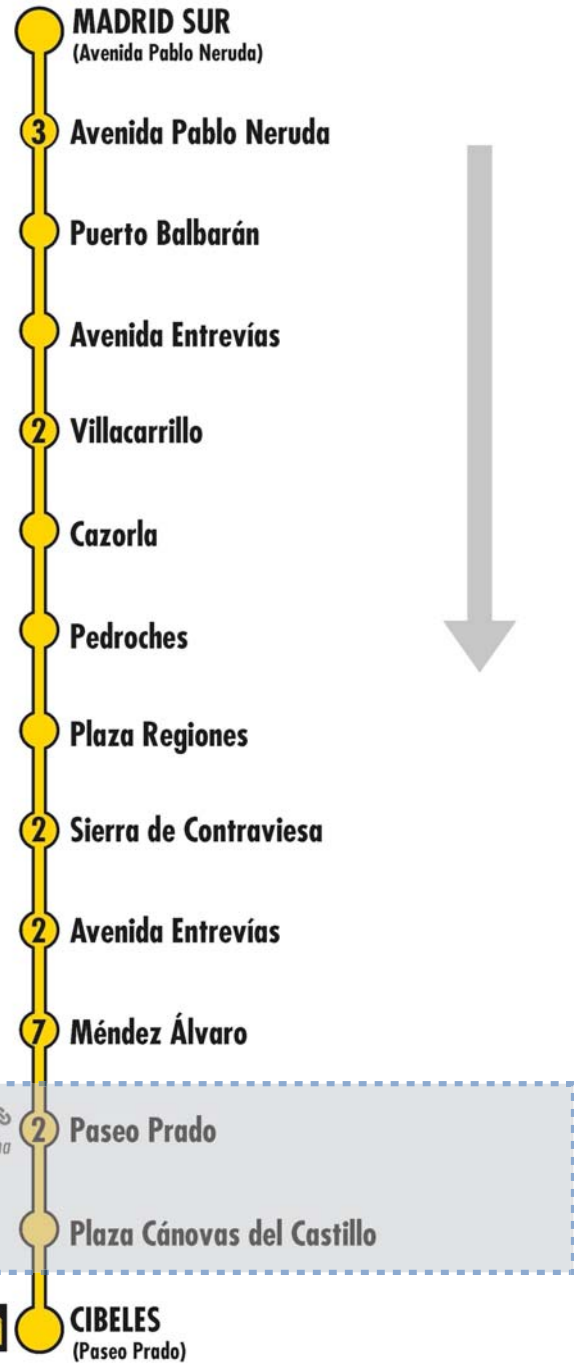 MADRID SUR
(Avenida Pablo Neruda)
3 Avenida Pablo Neruda
Puerto Balbarán
Avenida Entrevías
2 Villacarrillo
Cazorla
Pedroches
Plaza Regiones
2 Sierra de Contraviesa
2 Avenida Entrevías
7 Méndez Álvaro
2 Paseo Prado
Plaza Cánovas del Castillo
CIBELES
(Paseo Prado)